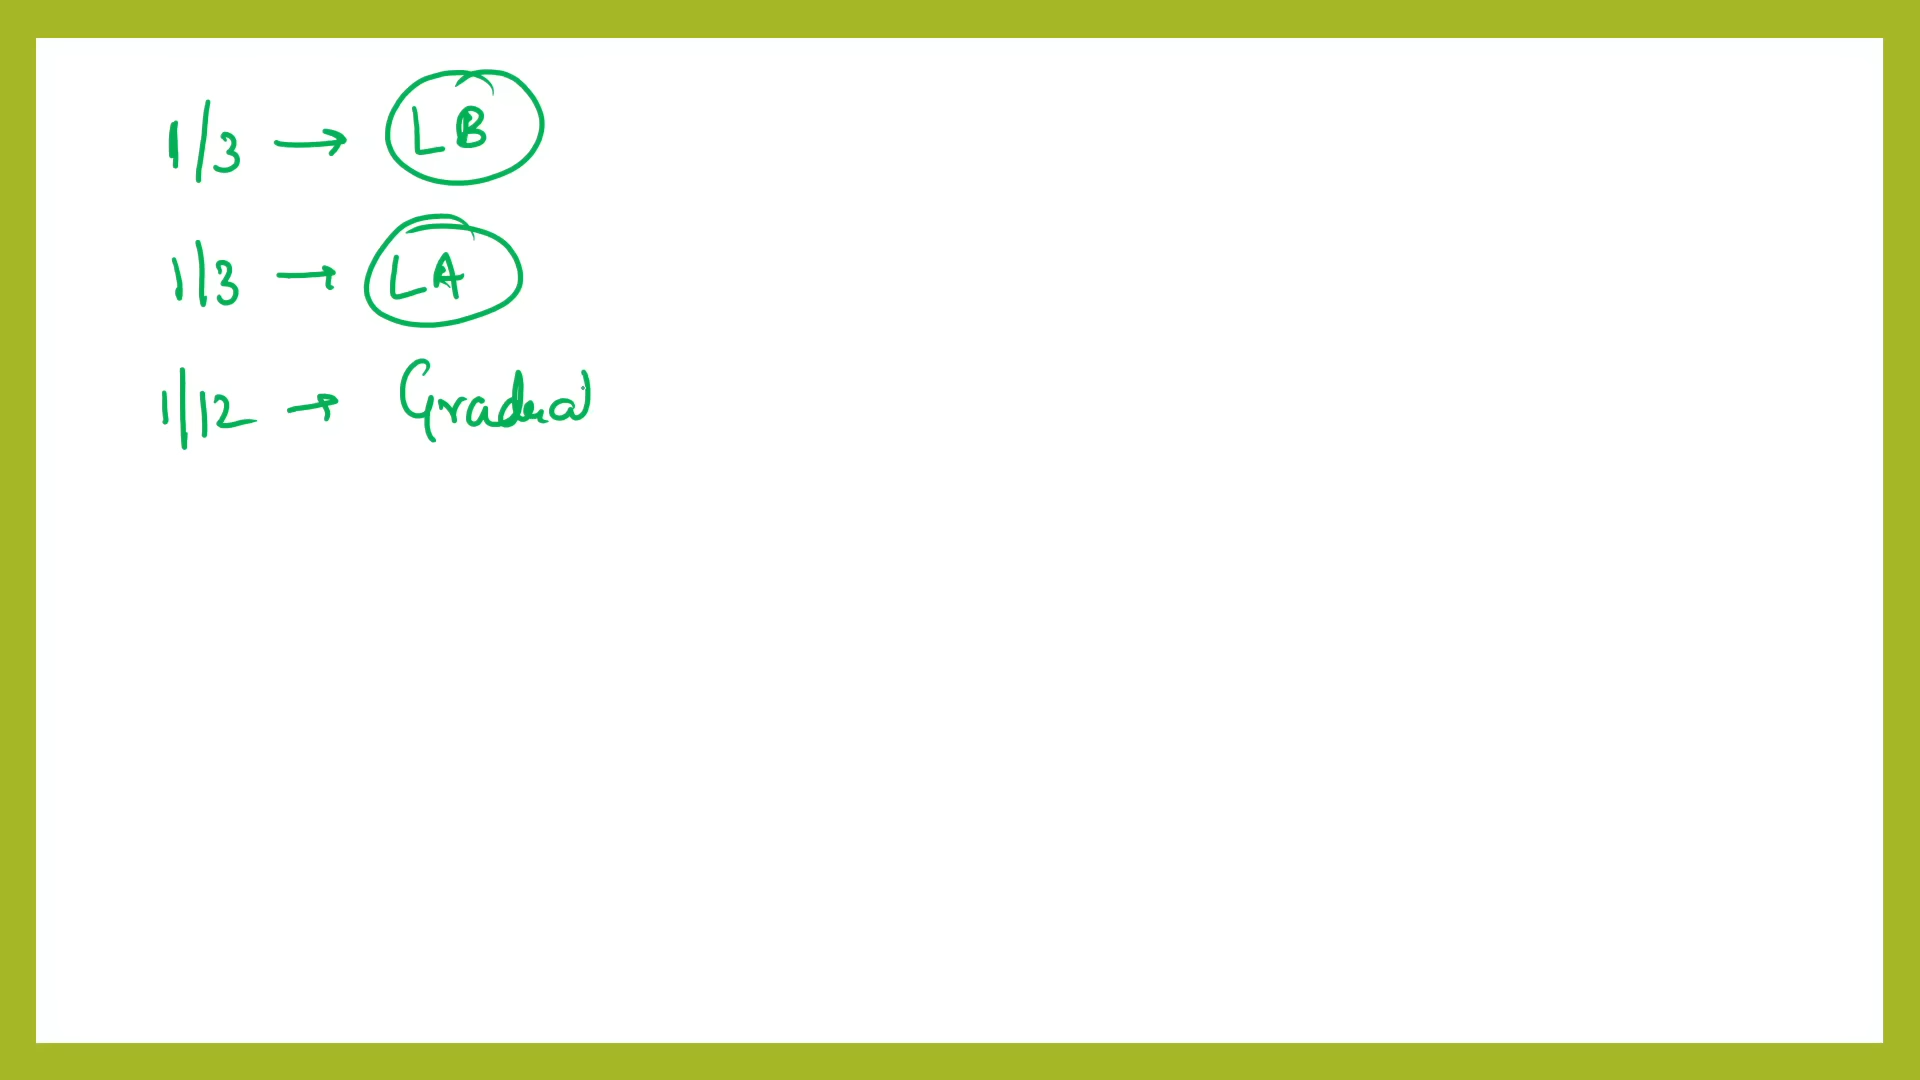 1/3 → LB
1/3 → LA
1/12 → Gradual